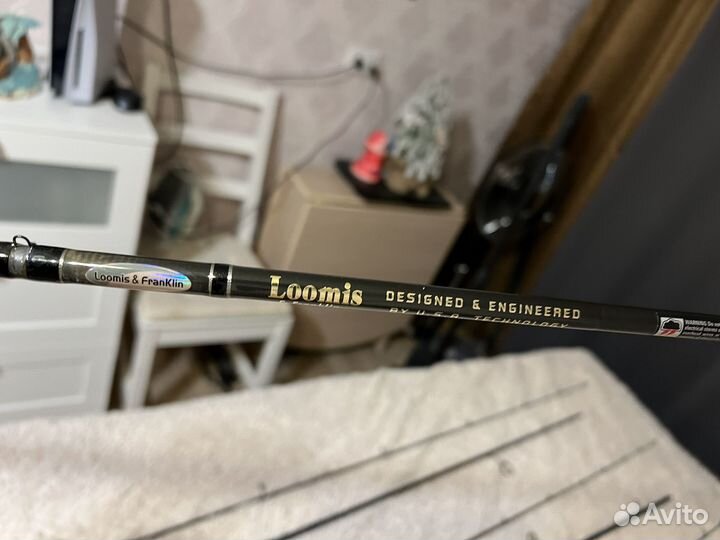 Loomis & FranKlin
Loomis
DESIGNED & ENGINEERED
BY U.S.A. TECHNOLOGY
WARNING
Avito